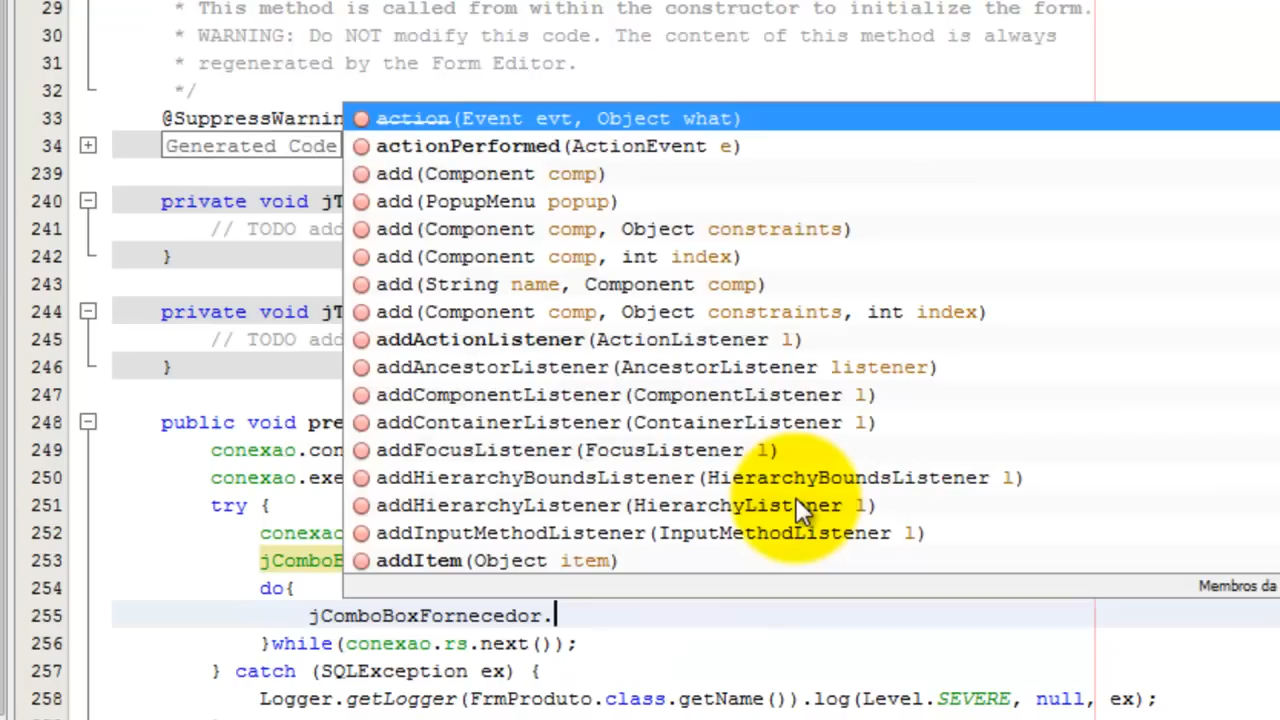 29 * This method is called from within the constructor to initialize the form.
30 * WARNING: Do NOT modify this code. The content of this method is always
31 * regenerated by the Form Editor.
32 */
33 @SuppressWarnin
action(Event evt, Object what)
34 Generated Code
actionPerformed(ActionEvent e)
239
add(Component comp)
240 private void jT
add(PopupMenu popup)
241 // TODO add
add(Component comp, Object constraints)
242 }
add(Component comp, int index)
243
add(String name, Component comp)
244 private void jT
add(Component comp, Object constraints, int index)
245 // TODO add
addActionListener(ActionListener l)
246 }
addAncestorListener(AncestorListener listener)
247
addComponentListener(ComponentListener l)
248 public void pre
addContainerListener(ContainerListener l)
249 conexao.con
addFocusListener(FocusListener l)
250 conexao.exe
addHierarchyBoundsListener(HierarchyBoundsListener l)
251 try {
addHierarchyListener(HierarchyListener l)
252 conexao
addInputMethodListener(InputMethodListener l)
253 jComboB
addItem(Object item)
254 do{
Membros da
255 jComboBoxFornecedor.
256 }while(conexao.rs.next());
257 } catch (SQLException ex) {
258 Logger.getLogger(FrmProduto.class.getName()).log(Level.SEVERE, null, ex);